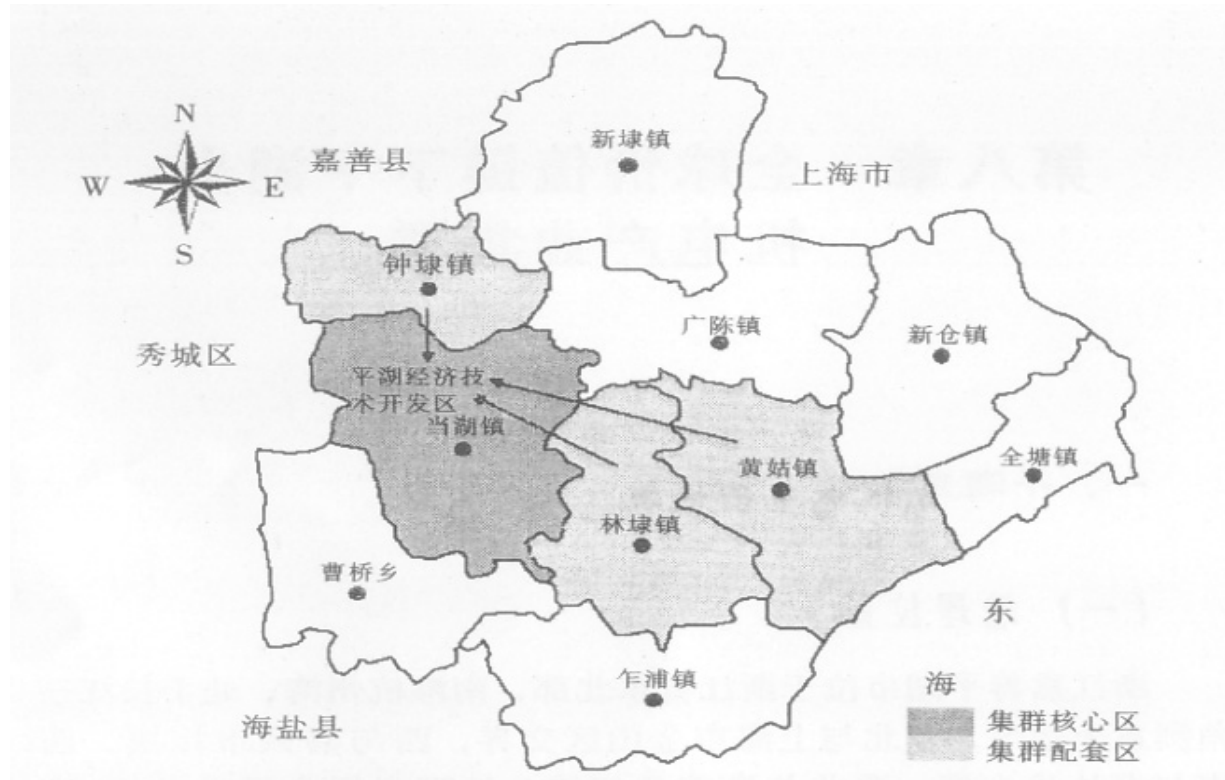 N
新埭镇
嘉善县
上海市
W
E
S
钟埭镇
广陈镇
新仓镇
秀城区
平湖经济技
术开发区
当湖镇
全塘镇
黄姑镇
林埭镇
曹桥乡
东
海
乍浦镇
海盐县
集群核心区
集群配套区